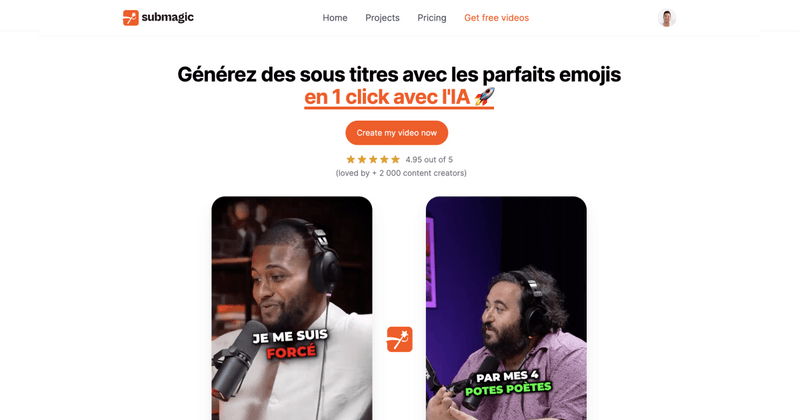 submagic
Home
Projects
Pricing
Get free videos
Générez des sous titres avec les parfaits emojis
en 1 click avec l'IA 🚀
Create my video now
4.95 out of 5
(loved by + 2 000 content creators)
JE ME SUIS
FORCÉ
PAR MES 4
POTES POÈTES